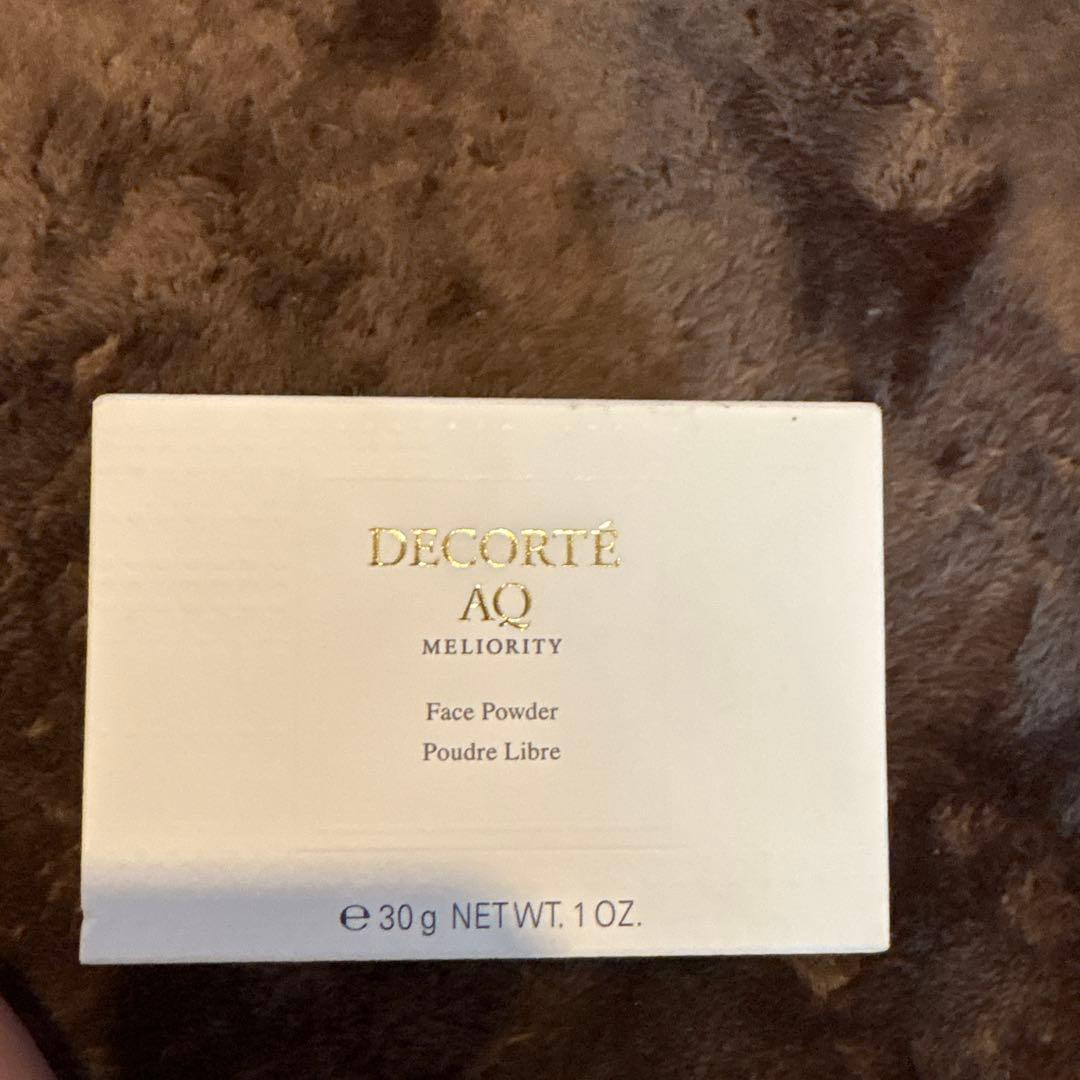 DECORTÉ
AQ
MELIORITY
Face Powder
Poudre Libre
℮ 30 g NET WT. 1 OZ.